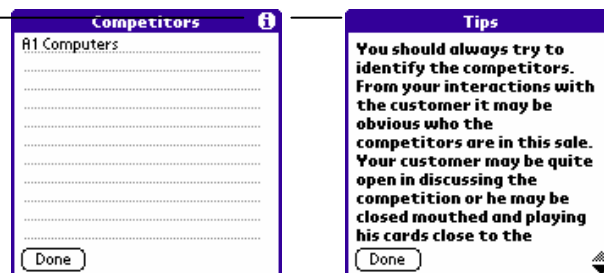 Competitors
A1 Computers
Done
Tips
You should always try to
identify the competitors.
From your interactions with
the customer it may be
obvious who the
competitors are in this sale.
Your customer may be quite
open in discussing the
competition or he may be
closed mouthed and playing
his cards close to the
Done